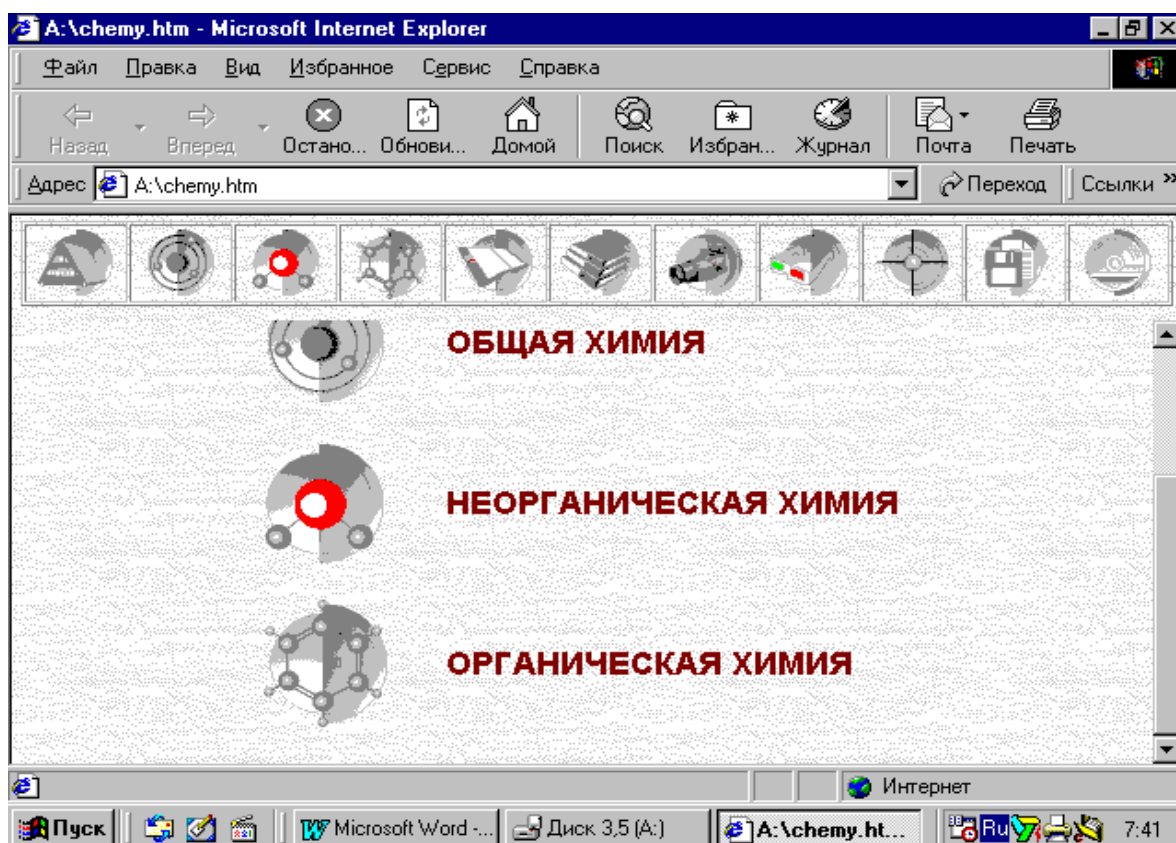 A:\chemy.htm - Microsoft Internet Explorer
Файл Правка Вид Избранное Сервис Справка
Назад Вперед Остано... Обнови... Домой Поиск Избран... Журнал Почта Печать
Адрес A:\chemy.htm Переход Ссылки »
ОБЩАЯ ХИМИЯ
НЕОРГАНИЧЕСКАЯ ХИМИЯ
ОРГАНИЧЕСКАЯ ХИМИЯ
Интернет
Пуск Microsoft Word -... Диск 3,5 (A:) A:\chemy.ht... Ru 7:41